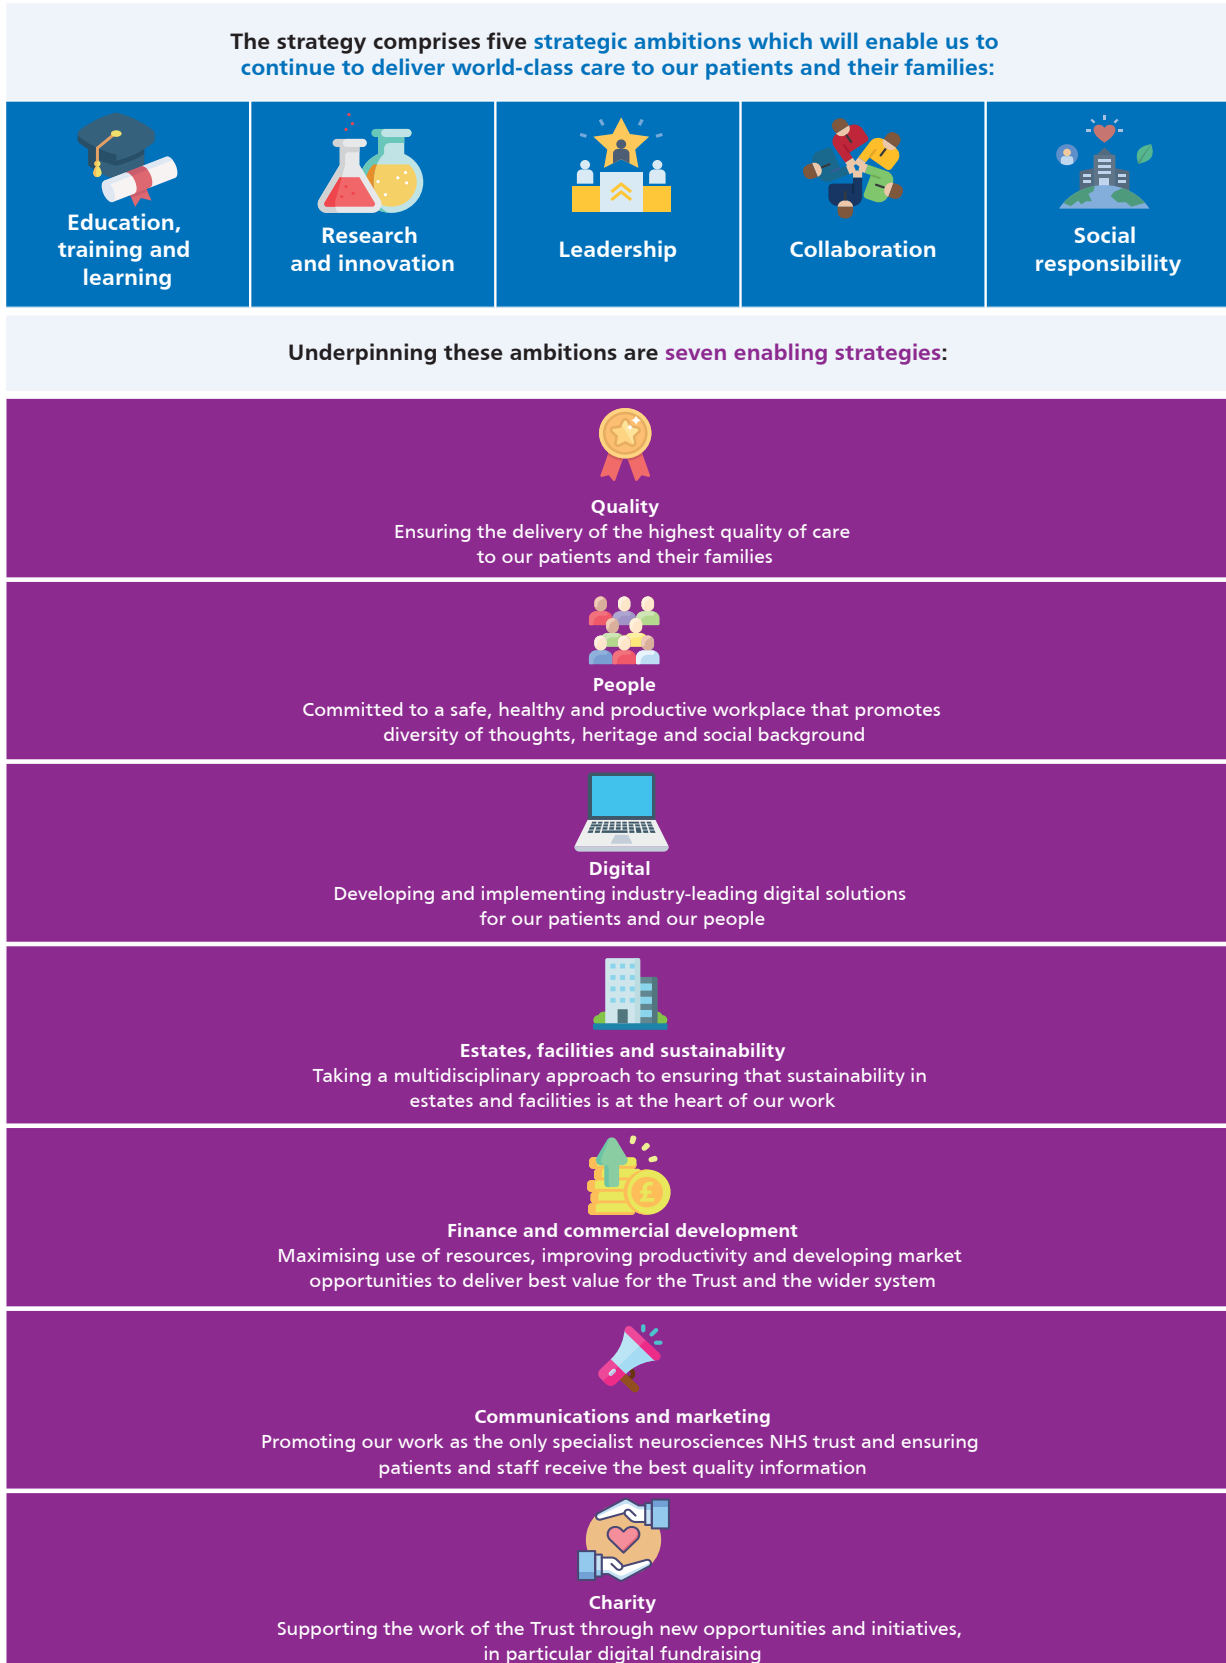 The strategy comprises five strategic ambitions which will enable us to
continue to deliver world-class care to our patients and their families:
Education,
training and
learning
Research
and innovation
Leadership
Collaboration
Social
responsibility
Underpinning these ambitions are seven enabling strategies:
Quality
Ensuring the delivery of the highest quality of care
to our patients and their families
People
Committed to a safe, healthy and productive workplace that promotes
diversity of thoughts, heritage and social background
Digital
Developing and implementing industry-leading digital solutions
for our patients and our people
Estates, facilities and sustainability
Taking a multidisciplinary approach to ensuring that sustainability in
estates and facilities is at the heart of our work
£
Finance and commercial development
Maximising use of resources, improving productivity and developing market
opportunities to deliver best value for the Trust and the wider system
Communications and marketing
Promoting our work as the only specialist neurosciences NHS trust and ensuring
patients and staff receive the best quality information
Charity
Supporting the work of the Trust through new opportunities and initiatives,
in particular digital fundraising